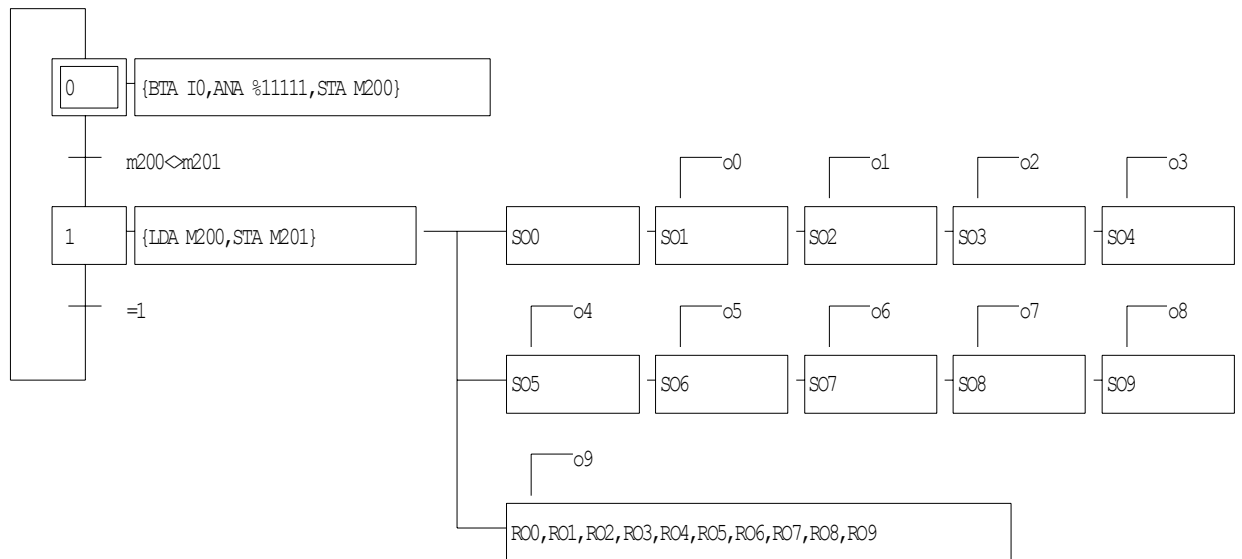 0 {BTA I0,ANA %11111,STA M200}
m200<>m201 o0 o1 o2 o3
1 {LDA M200,STA M201} SO0 SO1 SO2 SO3 SO4
=1 o4 o5 o6 o7 o8
SO5 SO6 SO7 SO8 SO9
o9
RO0,RO1,RO2,RO3,RO4,RO5,RO6,RO7,RO8,RO9